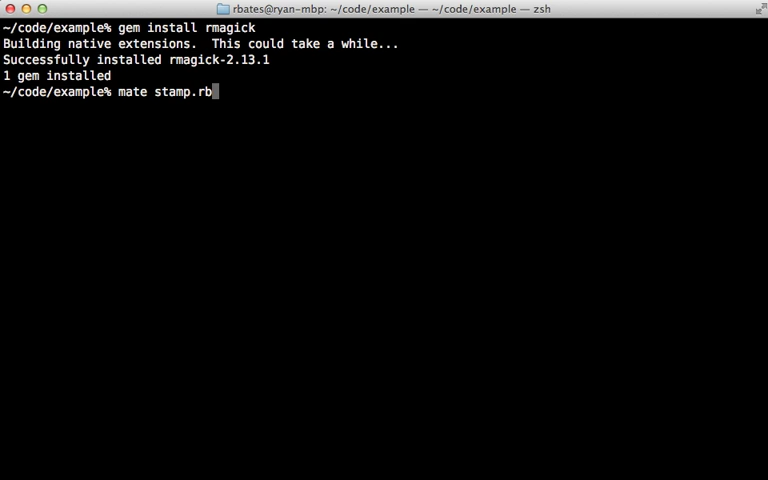 rbates@ryan-mbp: ~/code/example — ~/code/example — zsh
~/code/example% gem install rmagick
Building native extensions.  This could take a while...
Successfully installed rmagick-2.13.1
1 gem installed
~/code/example% mate stamp.rb